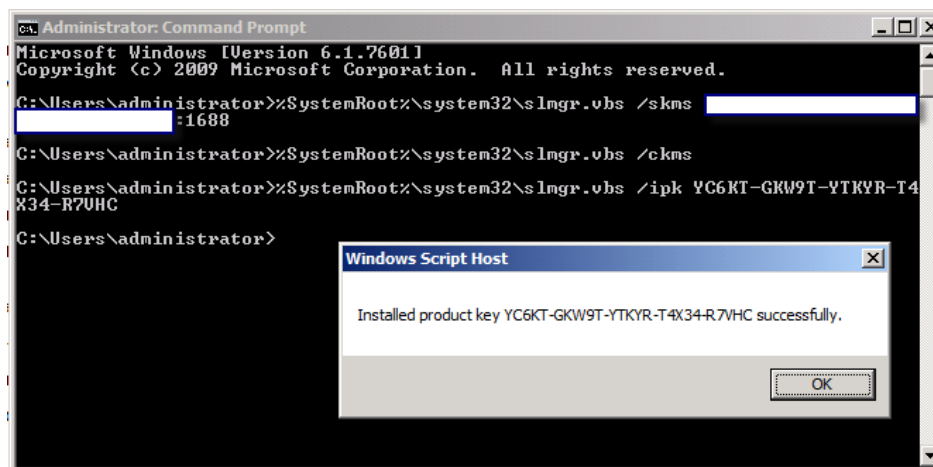 Administrator: Command Prompt
Microsoft Windows [Version 6.1.7601]
Copyright (c) 2009 Microsoft Corporation.  All rights reserved.
C:\Users\administrator>%SystemRoot%\system32\slmgr.vbs /skms
:1688
C:\Users\administrator>%SystemRoot%\system32\slmgr.vbs /ckms
C:\Users\administrator>%SystemRoot%\system32\slmgr.vbs /ipk YC6KT-GKW9T-YTKYR-T4
X34-R7VHC
C:\Users\administrator>
Windows Script Host
Installed product key YC6KT-GKW9T-YTKYR-T4X34-R7VHC successfully.
OK